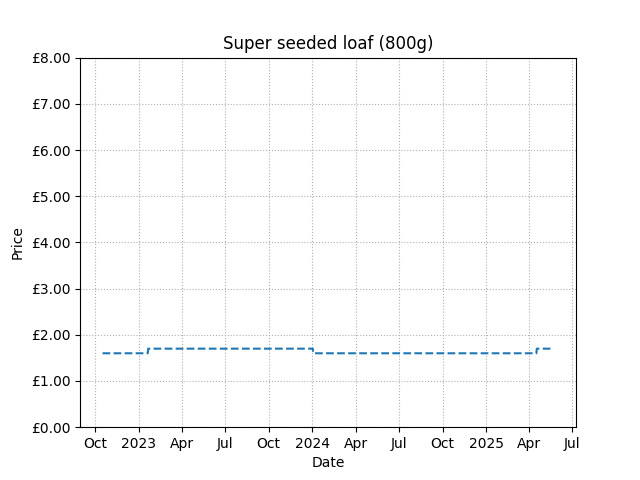 Super seeded loaf (800g)
£8.00
£7.00
£6.00
£5.00
£4.00
£3.00
£2.00
£1.00
£0.00
Price
Oct 2023 Apr Jul Oct 2024 Apr Jul Oct 2025 Apr Jul
Date